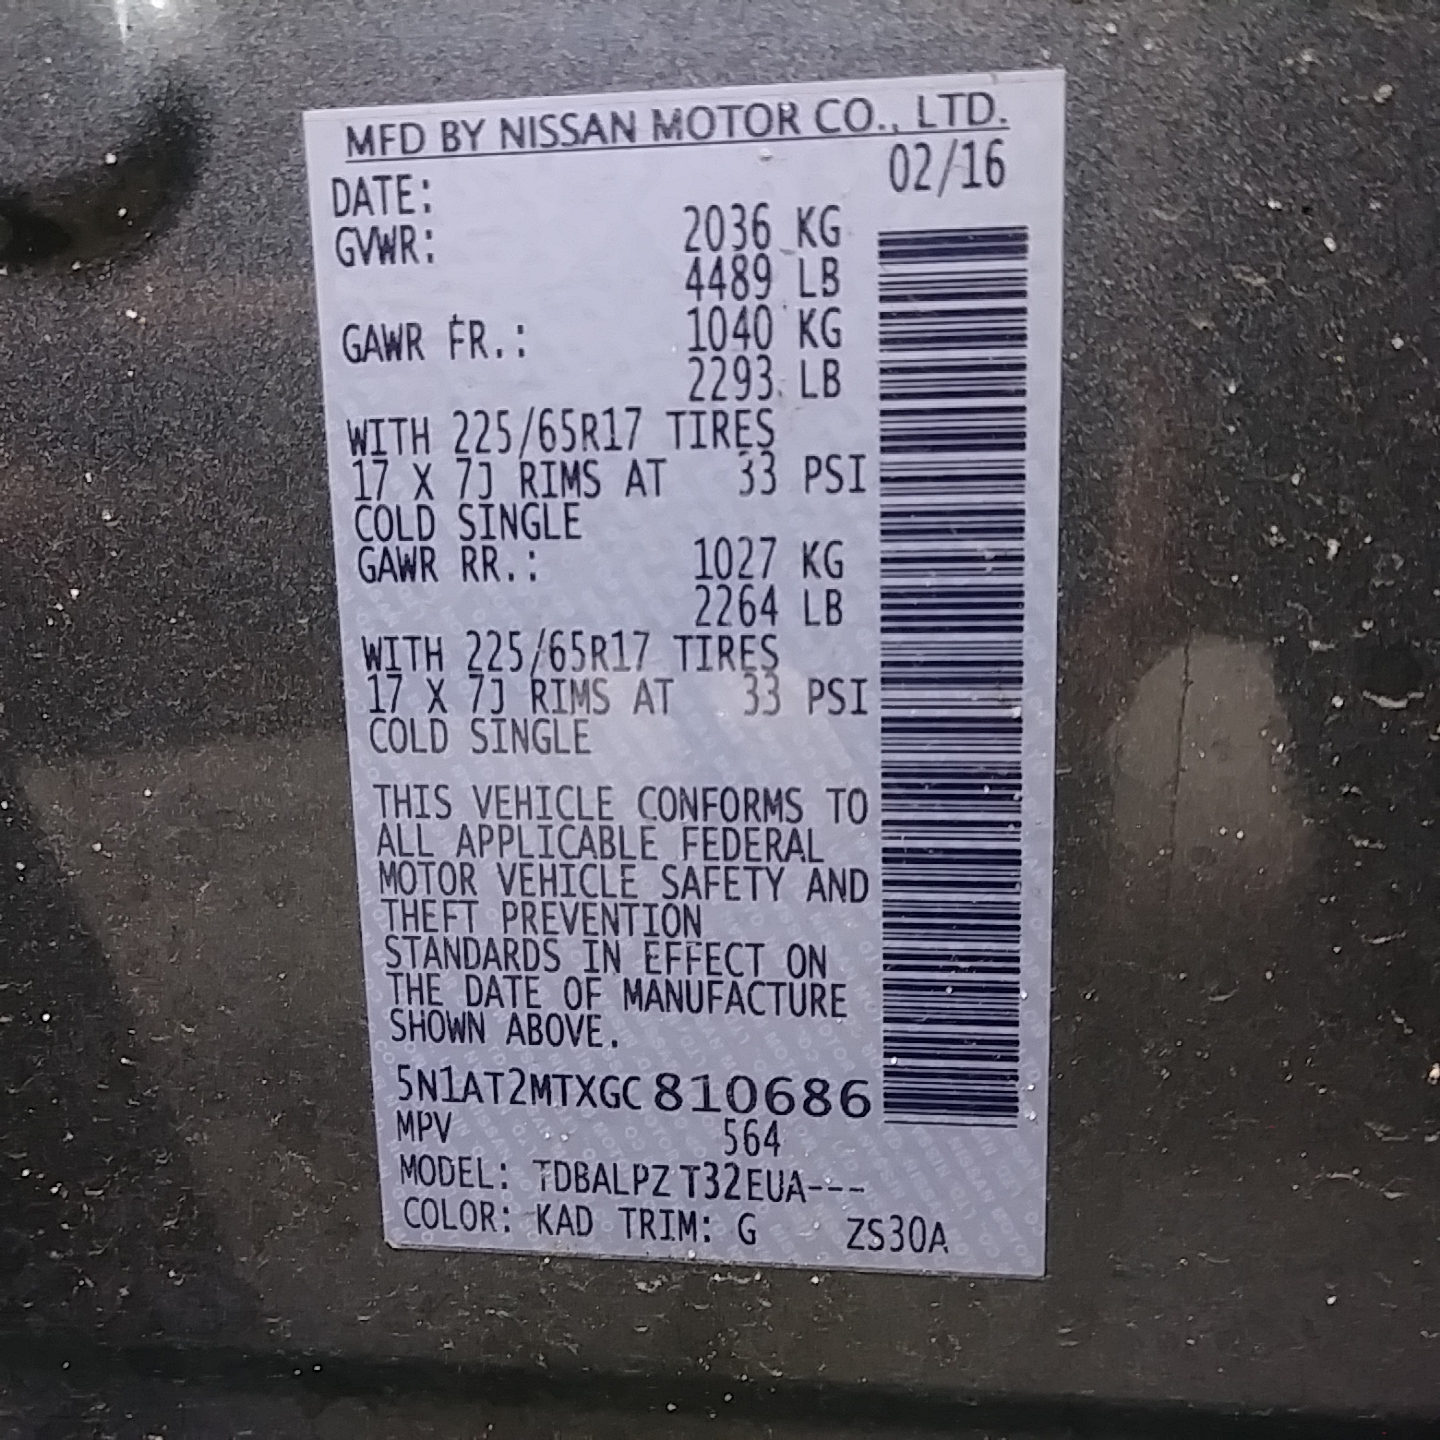 MFD BY NISSAN MOTOR CO., LTD.
DATE: 02/16
GVWR: 2036 KG
4489 LB
GAWR FR.: 1040 KG
2293 LB
WITH 225/65R17 TIRES
17 X 7J RIMS AT 33 PSI
COLD SINGLE
GAWR RR.: 1027 KG
2264 LB
WITH 225/65R17 TIRES
17 X 7J RIMS AT 33 PSI
COLD SINGLE
THIS VEHICLE CONFORMS TO
ALL APPLICABLE FEDERAL
MOTOR VEHICLE SAFETY AND
THEFT PREVENTION
STANDARDS IN EFFECT ON
THE DATE OF MANUFACTURE
SHOWN ABOVE.
5N1AT2MTXGC810686
MPV 564
MODEL: TDBALPZ T32EUA---
COLOR: KAD TRIM: G ZS30A